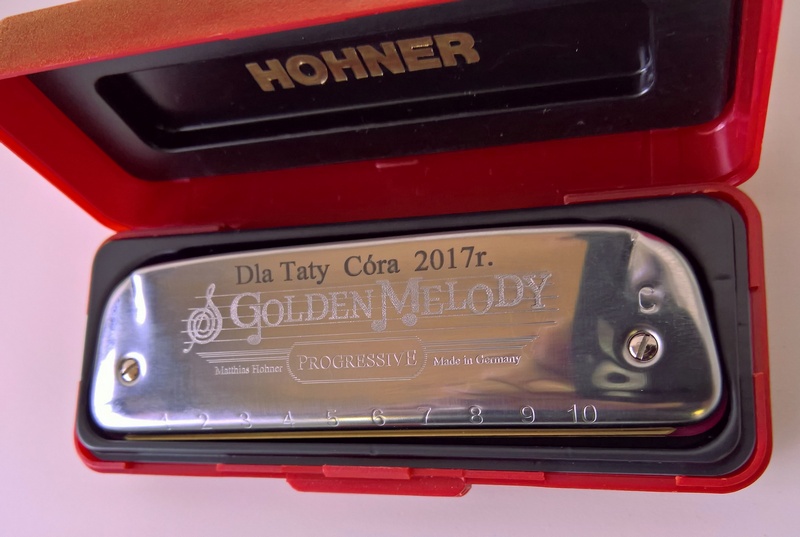 HOHNER
Dla Taty Córa 2017r.
GOLDEN MELODY
C
Matthias Hohner PROGRESSIVE Made in Germany
1 2 3 4 5 6 7 8 9 10